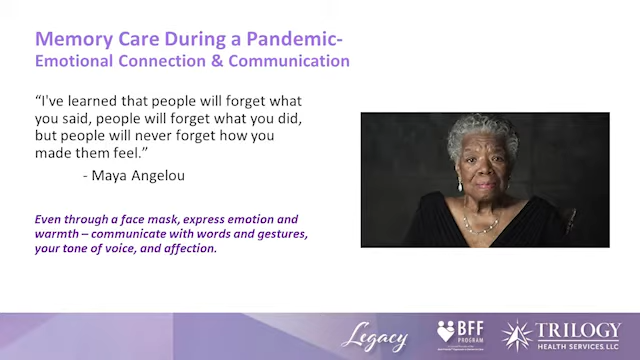 Memory Care During a Pandemic-
Emotional Connection & Communication
“I've learned that people will forget what
you said, people will forget what you did,
but people will never forget how you
made them feel.”
- Maya Angelou
Even through a face mask, express emotion and
warmth – communicate with words and gestures,
your tone of voice, and affection.
Legacy
BFF
PROGRAM
TRILOGY
HEALTH SERVICES, LLC